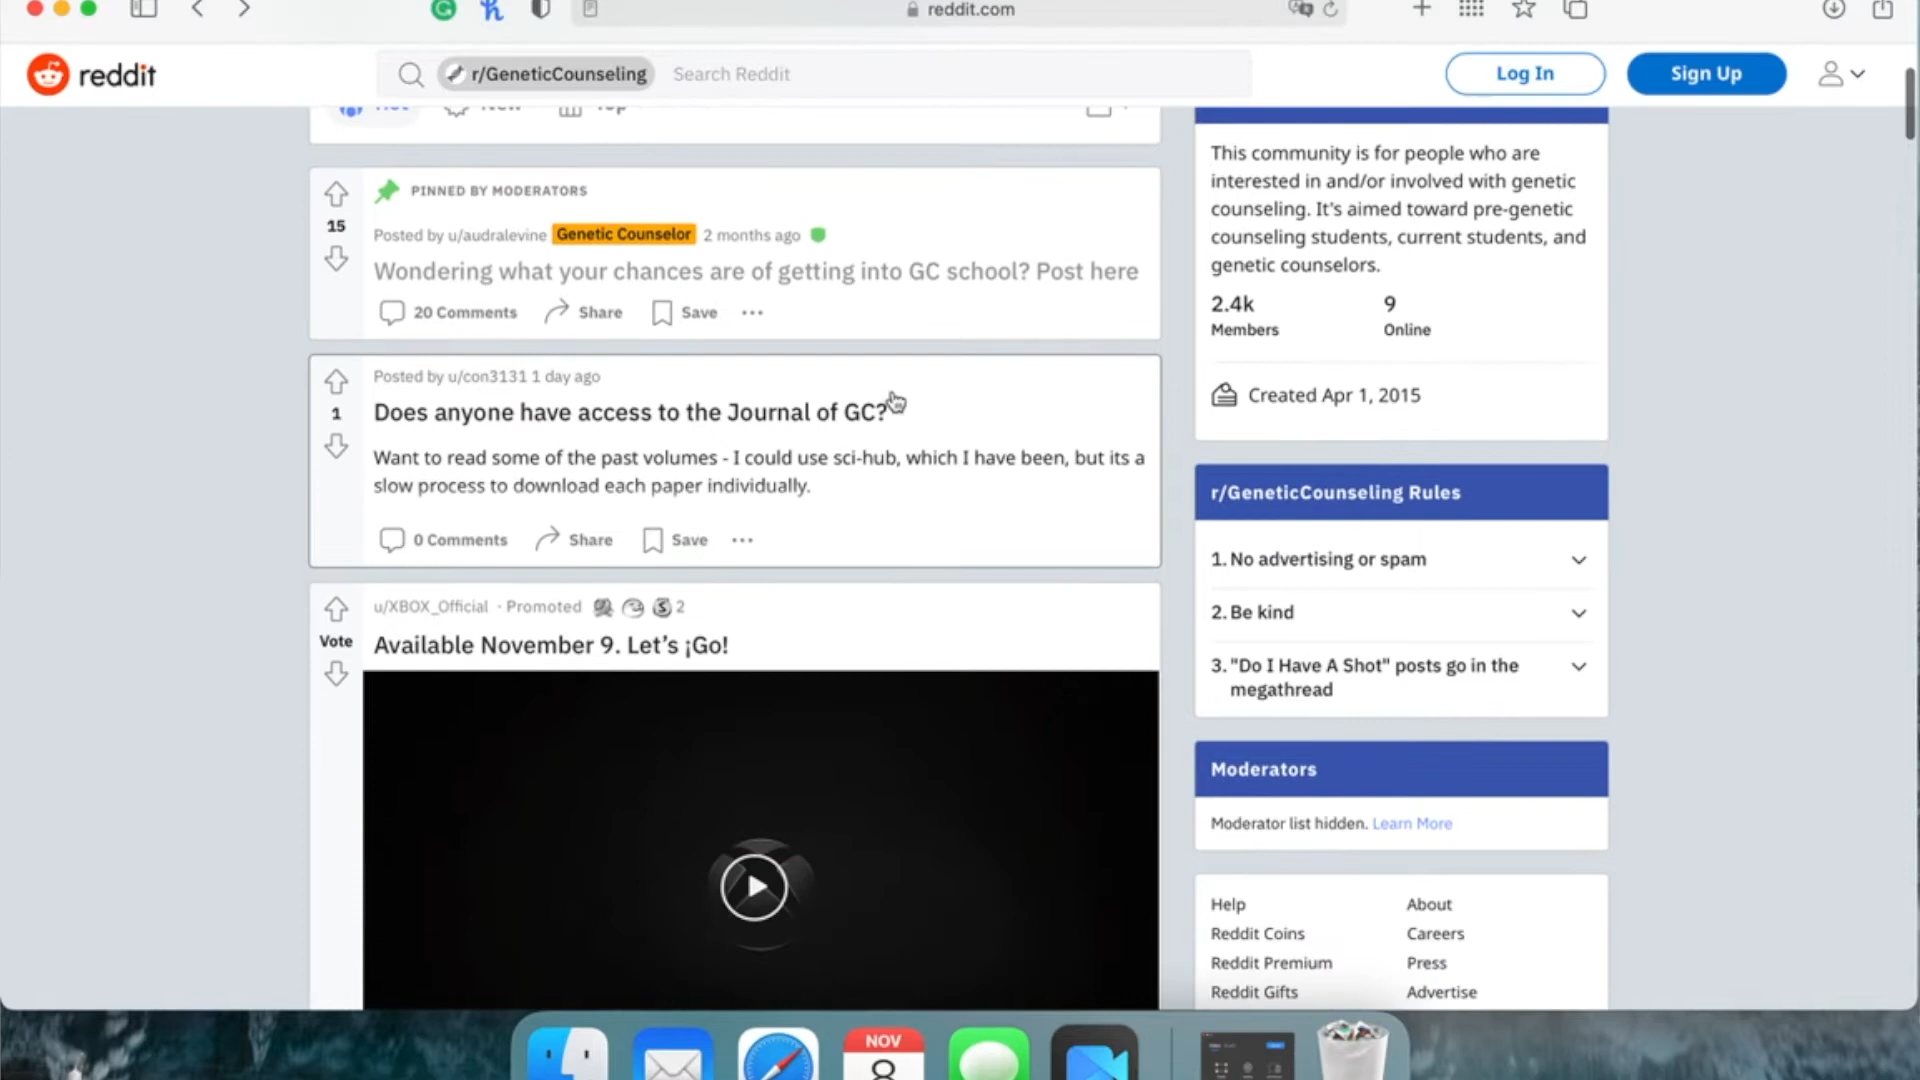 reddit.com
reddit
r/GeneticCounseling
Search Reddit
Log In
Sign Up
Hot
New
Top
PINNED BY MODERATORS
15
Posted by u/audralevine Genetic Counselor 2 months ago
Wondering what your chances are of getting into GC school? Post here
20 Comments
Share
Save
Posted by u/con3131 1 day ago
1
Does anyone have access to the Journal of GC?
Want to read some of the past volumes - I could use sci-hub, which I have been, but its a
slow process to download each paper individually.
0 Comments
Share
Save
u/XBOX_Official · Promoted
2
Vote
Available November 9. Let's ¡Go!
This community is for people who are
interested in and/or involved with genetic
counseling. It's aimed toward pre-genetic
counseling students, current students, and
genetic counselors.
2.4k
9
Members
Online
Created Apr 1, 2015
r/GeneticCounseling Rules
1. No advertising or spam
2. Be kind
3. "Do I Have A Shot" posts go in the
megathread
Moderators
Moderator list hidden. Learn More
Help
About
Reddit Coins
Careers
Reddit Premium
Press
Reddit Gifts
Advertise
NOV
8